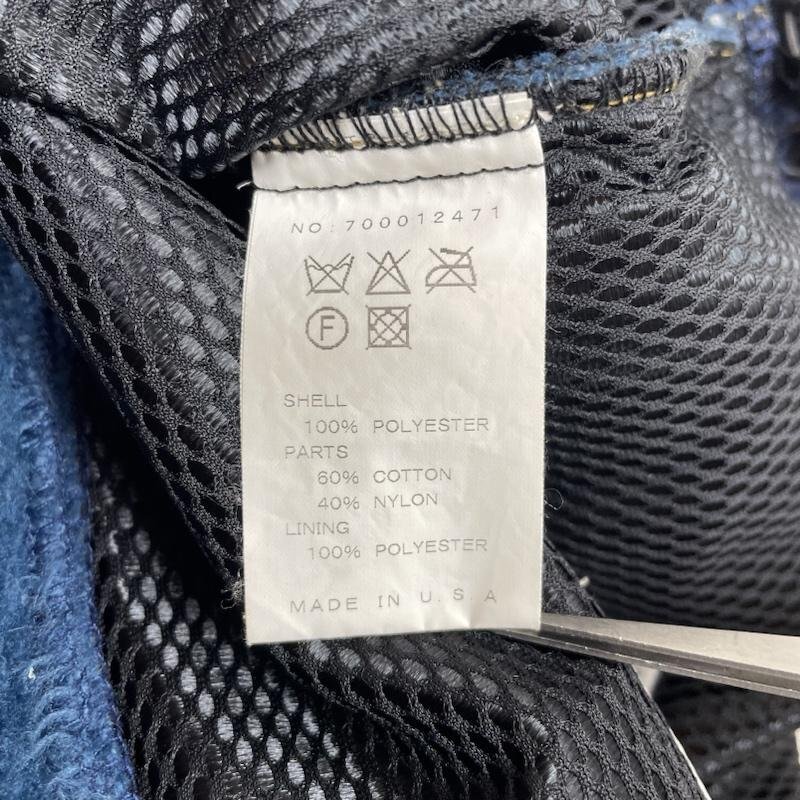 NO:700012471
F
SHELL
100% POLYESTER
PARTS
60% COTTON
40% NYLON
LINING
100% POLYESTER
MADE IN U.S.A